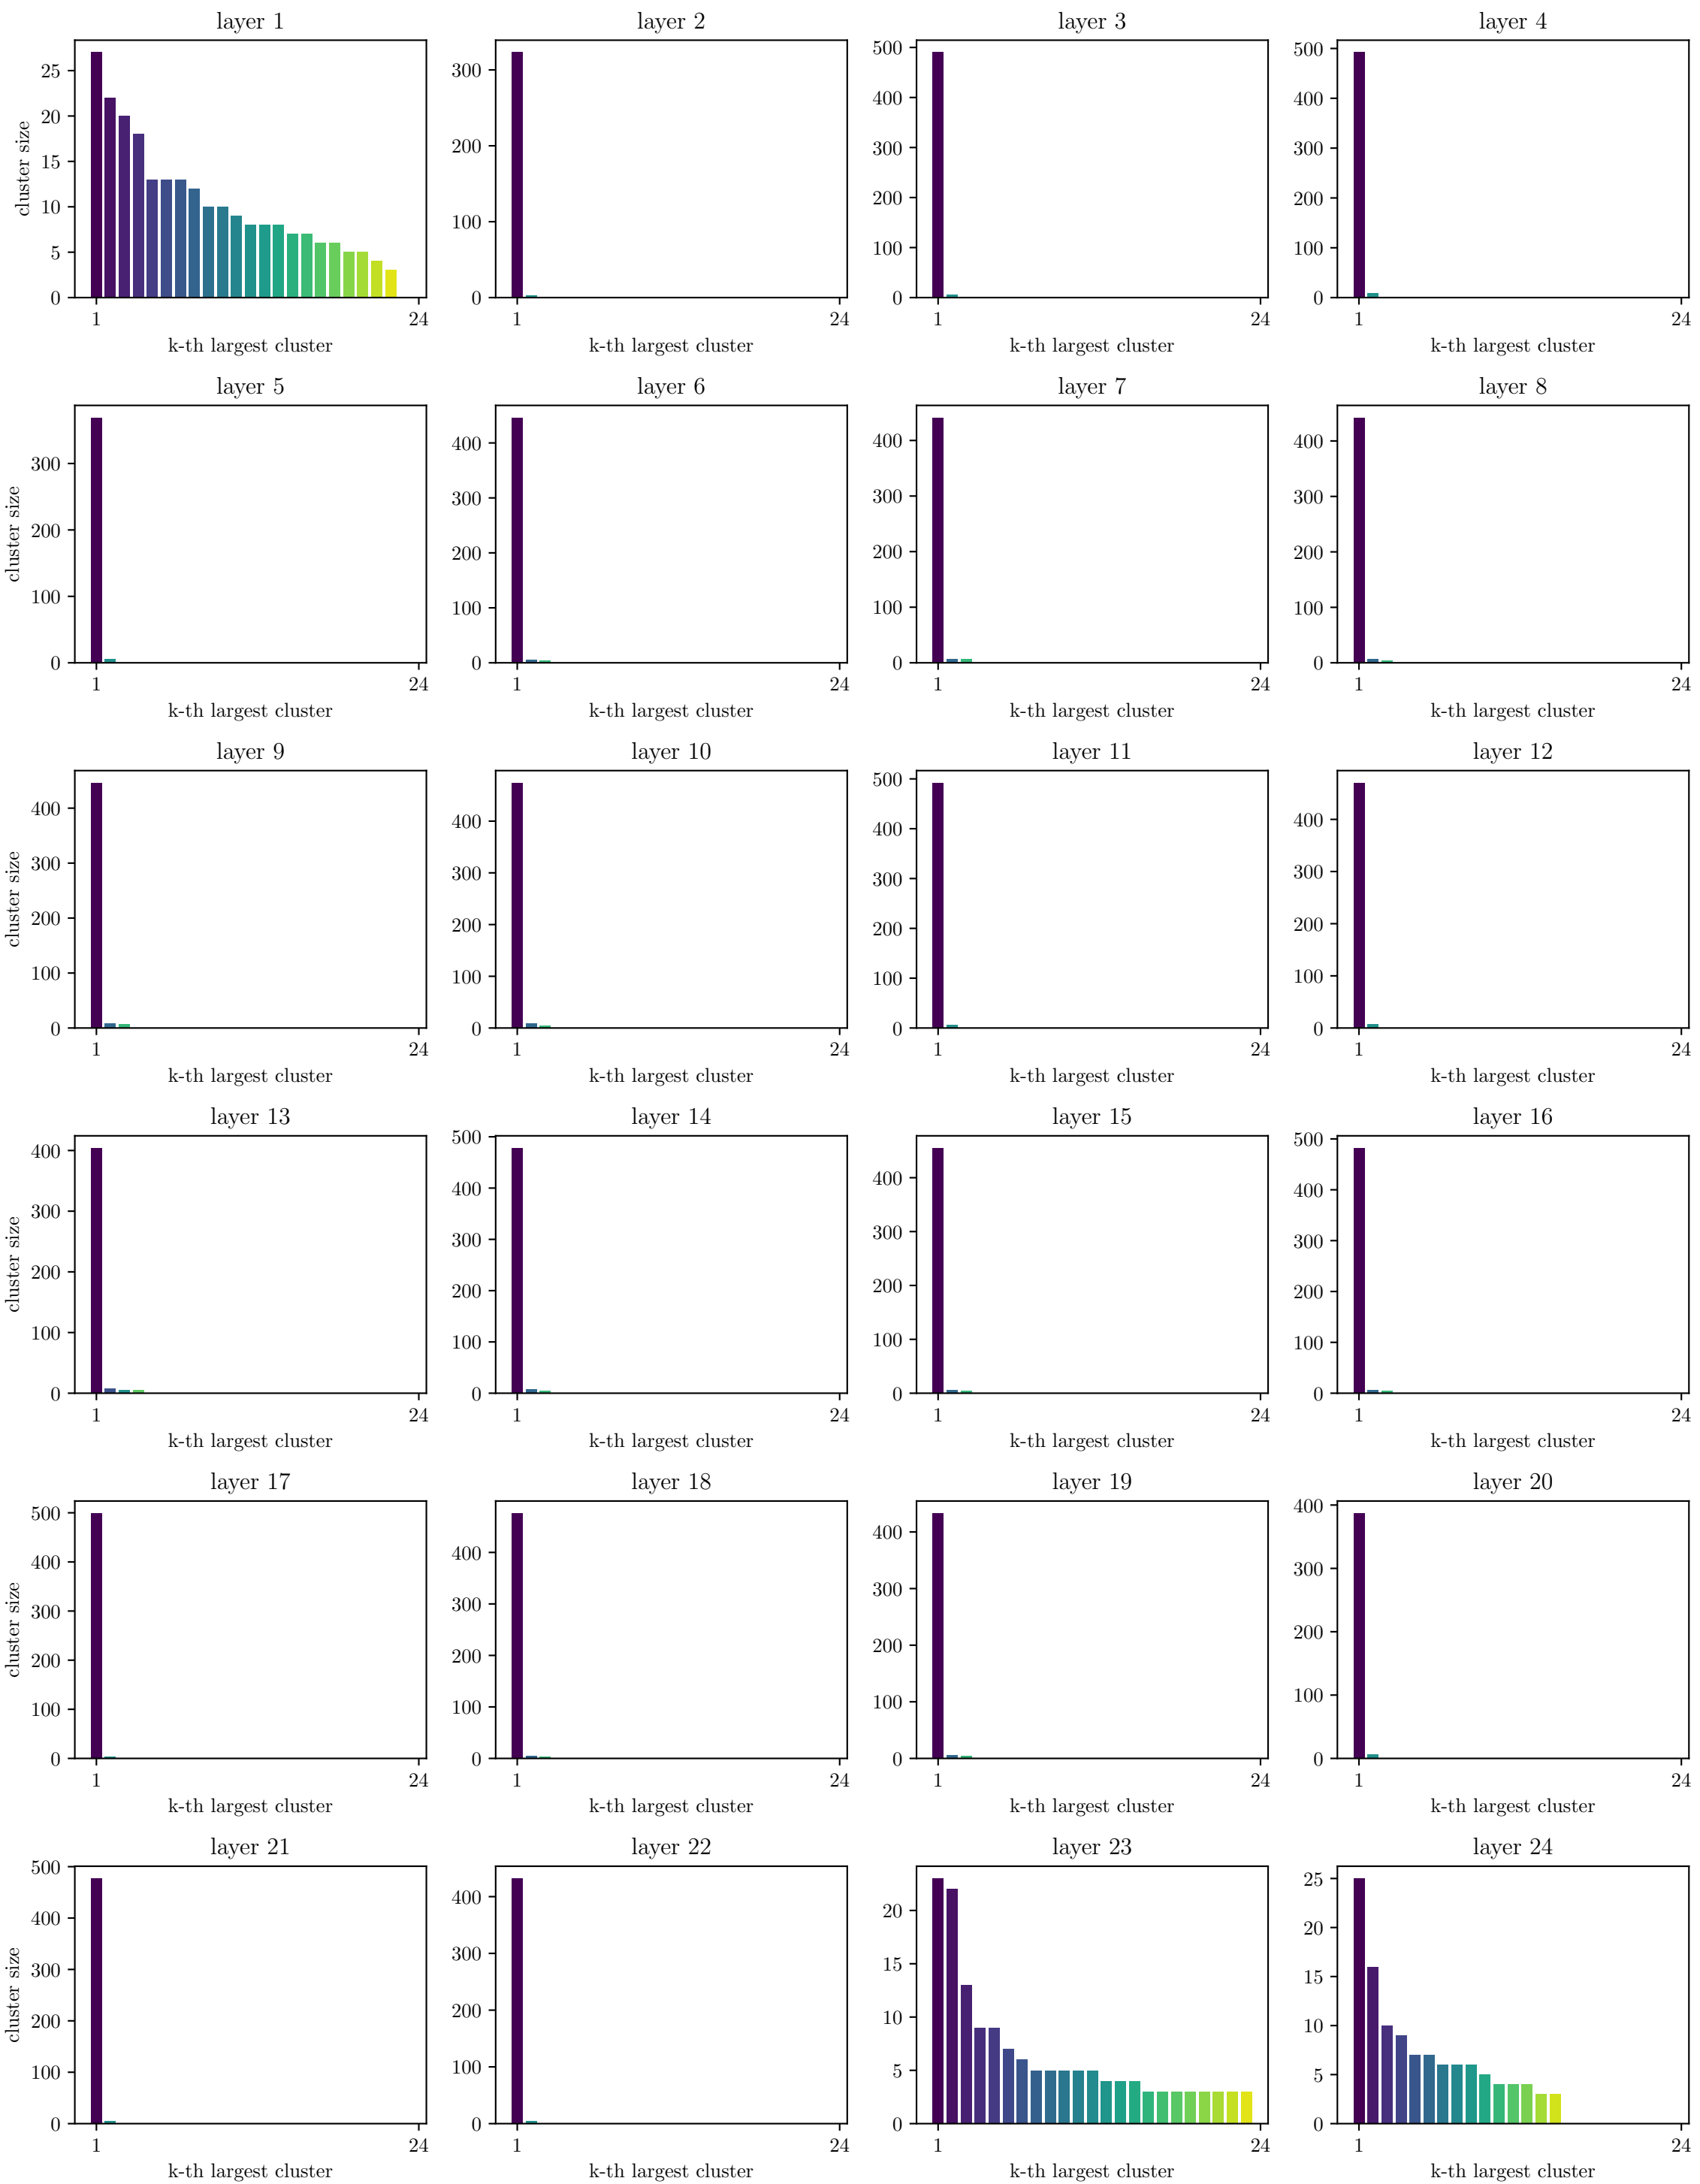 layer 1
layer 2
layer 3
layer 4
cluster size
25
20
15
10
5
0
300
200
100
0
500
400
300
200
100
0
500
400
300
200
100
0
1 24
1 24
1 24
1 24
k-th largest cluster
k-th largest cluster
k-th largest cluster
k-th largest cluster
layer 5
layer 6
layer 7
layer 8
cluster size
300
200
100
0
400
300
200
100
0
400
300
200
100
0
400
300
200
100
0
1 24
1 24
1 24
1 24
k-th largest cluster
k-th largest cluster
k-th largest cluster
k-th largest cluster
layer 9
layer 10
layer 11
layer 12
cluster size
400
300
200
100
0
400
300
200
100
0
500
400
300
200
100
0
400
300
200
100
0
1 24
1 24
1 24
1 24
k-th largest cluster
k-th largest cluster
k-th largest cluster
k-th largest cluster
layer 13
layer 14
layer 15
layer 16
cluster size
400
300
200
100
0
500
400
300
200
100
0
400
300
200
100
0
500
400
300
200
100
0
1 24
1 24
1 24
1 24
k-th largest cluster
k-th largest cluster
k-th largest cluster
k-th largest cluster
layer 17
layer 18
layer 19
layer 20
cluster size
500
400
300
200
100
0
400
300
200
100
0
400
300
200
100
0
400
300
200
100
0
1 24
1 24
1 24
1 24
k-th largest cluster
k-th largest cluster
k-th largest cluster
k-th largest cluster
layer 21
layer 22
layer 23
layer 24
cluster size
500
400
300
200
100
0
400
300
200
100
0
20
15
10
5
0
25
20
15
10
5
0
1 24
1 24
1 24
1 24
k-th largest cluster
k-th largest cluster
k-th largest cluster
k-th largest cluster